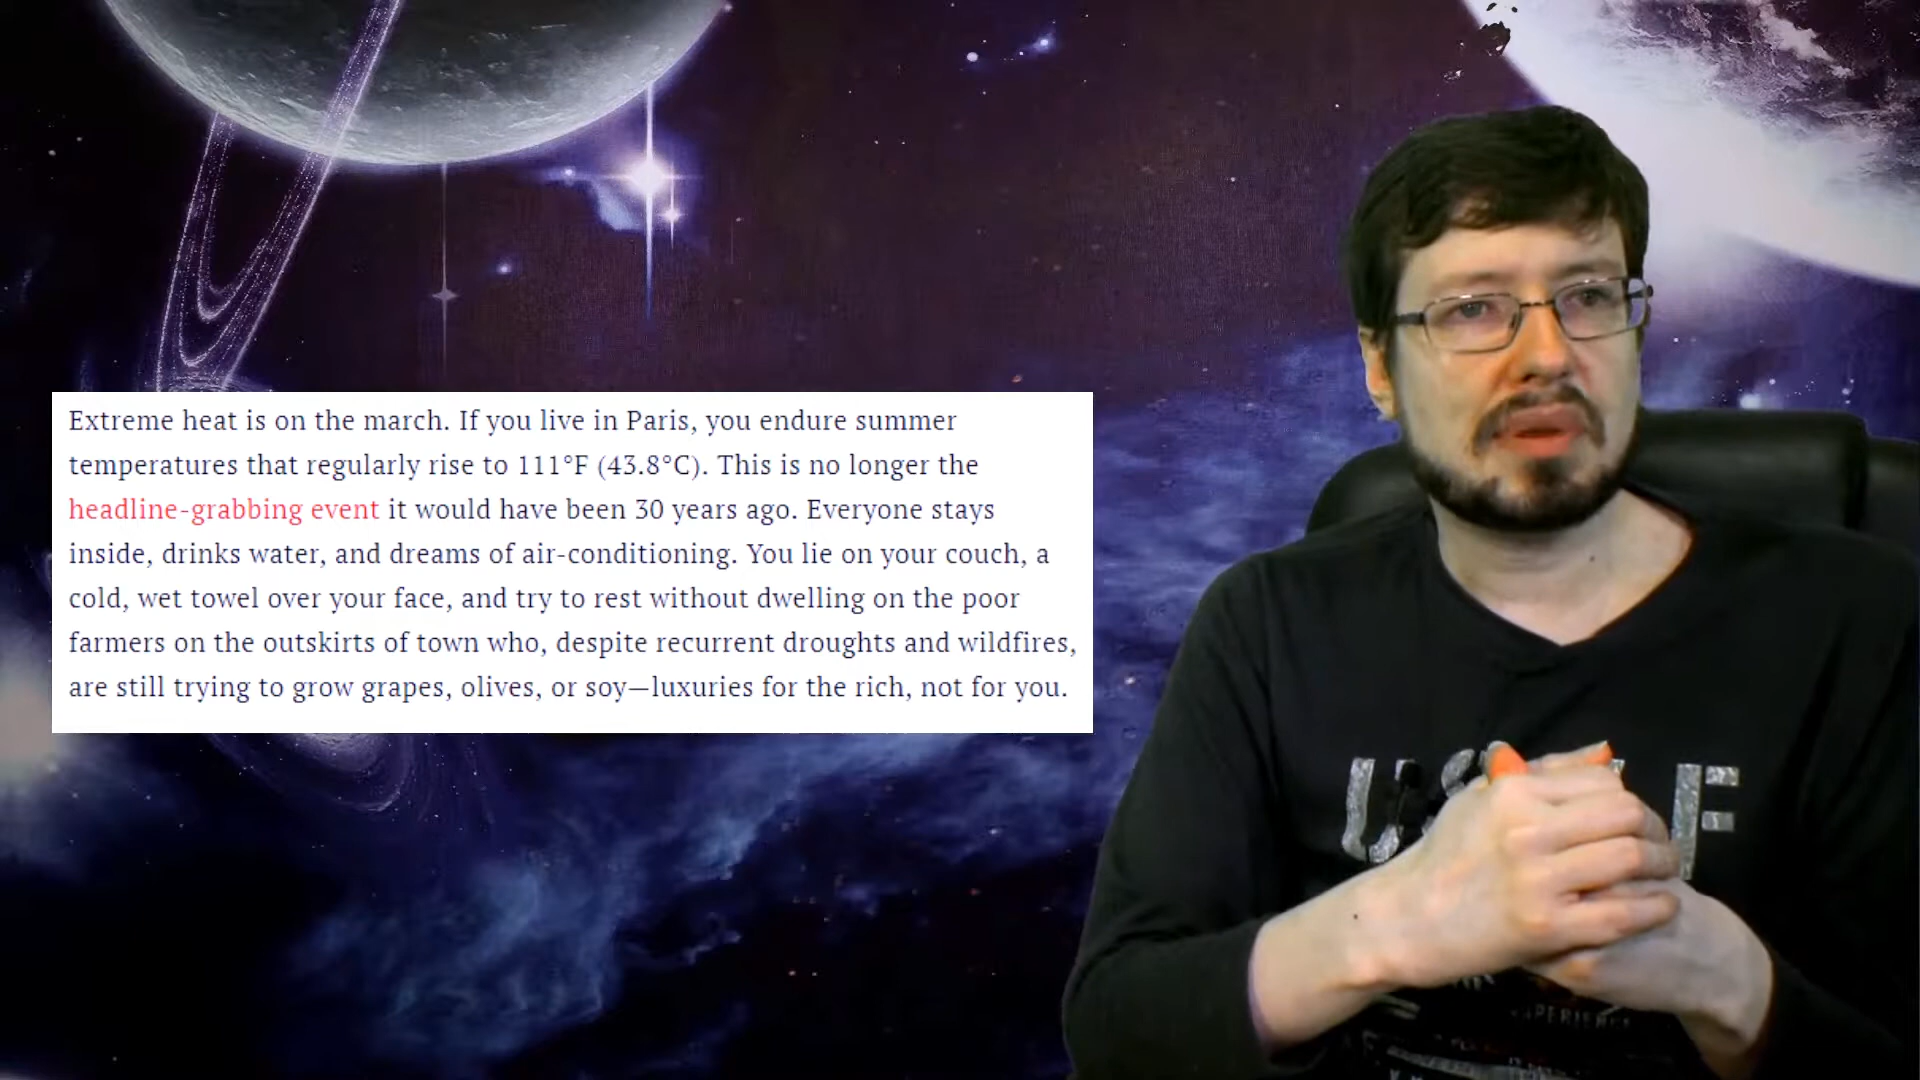 Extreme heat is on the march. If you live in Paris, you endure summer
temperatures that regularly rise to 111°F (43.8°C). This is no longer the
headline-grabbing event it would have been 30 years ago. Everyone stays
inside, drinks water, and dreams of air-conditioning. You lie on your couch, a
cold, wet towel over your face, and try to rest without dwelling on the poor
farmers on the outskirts of town who, despite recurrent droughts and wildfires,
are still trying to grow grapes, olives, or soy—luxuries for the rich, not for you.